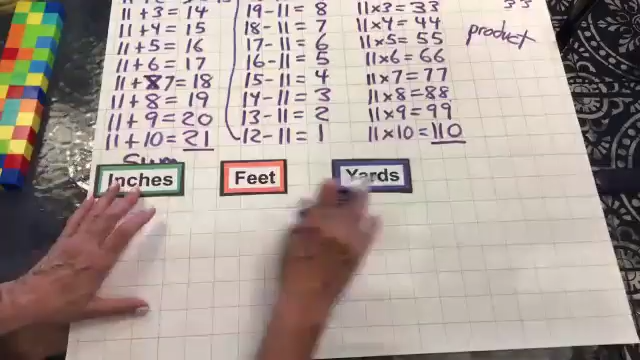 11 + 3 = 14
11 + 4 = 15
11 + 5 = 16
11 + 6 = 17
11 + 7 = 18
11 + 8 = 19
11 + 9 = 20
11 + 10 = 21
Sum
19 - 11 = 8
18 - 11 = 7
17 - 11 = 6
16 - 11 = 5
15 - 11 = 4
14 - 11 = 3
13 - 11 = 2
12 - 11 = 1
11 x 3 = 33
11 x 4 = 44
11 x 5 = 55
11 x 6 = 66
11 x 7 = 77
11 x 8 = 88
11 x 9 = 99
11 x 10 = 110
33
product
Inches
Feet
Yards